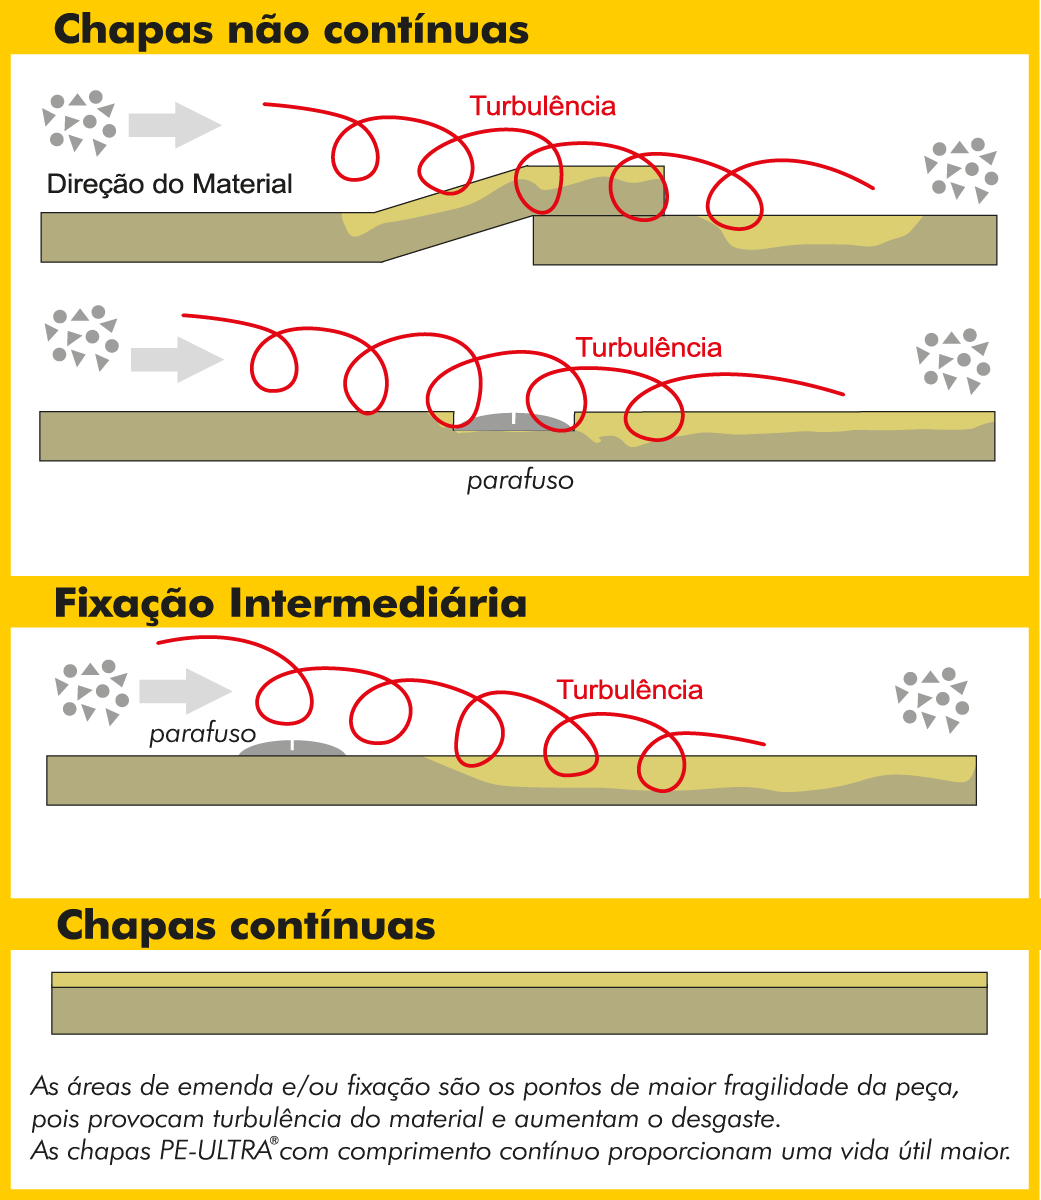 Chapas não contínuas
Turbulência
Direção do Material
Turbulência
parafuso
Fixação Intermediária
Turbulência
parafuso
Chapas contínuas
As áreas de emenda e/ou fixação são os pontos de maior fragilidade da peça,
pois provocam turbulência do material e aumentam o desgaste.
As chapas PE-ULTRA® com comprimento contínuo proporcionam uma vida útil maior.